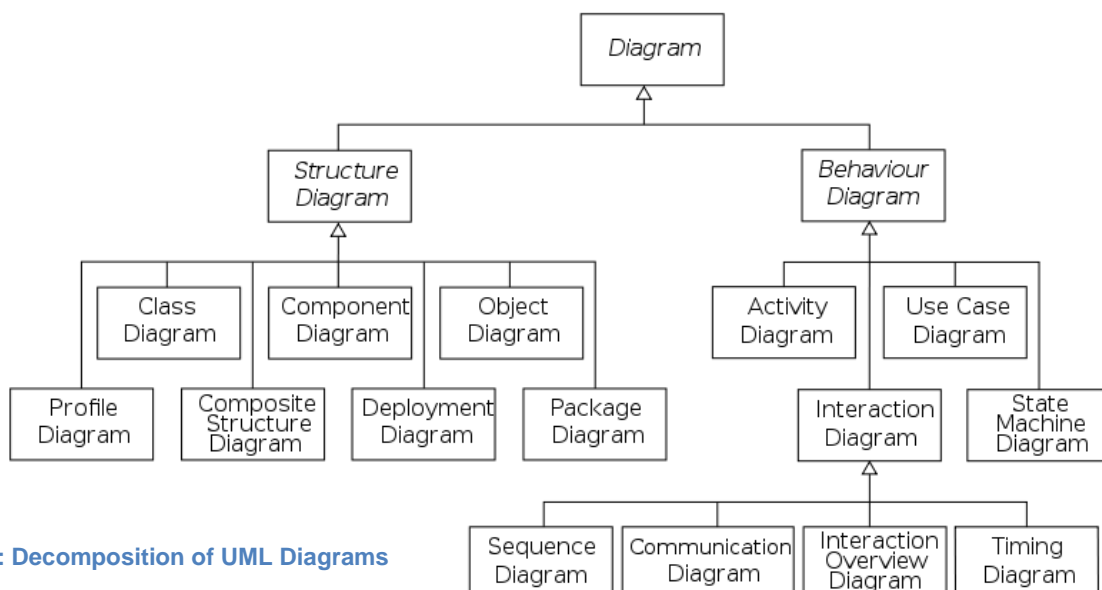 Diagram
Structure
Diagram
Behaviour
Diagram
Class
Diagram
Component
Diagram
Object
Diagram
Activity
Diagram
Use Case
Diagram
Profile
Diagram
Composite
Structure
Diagram
Deployment
Diagram
Package
Diagram
Interaction
Diagram
State
Machine
Diagram
: Decomposition of UML Diagrams
Sequence
Diagram
Communication
Diagram
Interaction
Overview
Diagram
Timing
Diagram